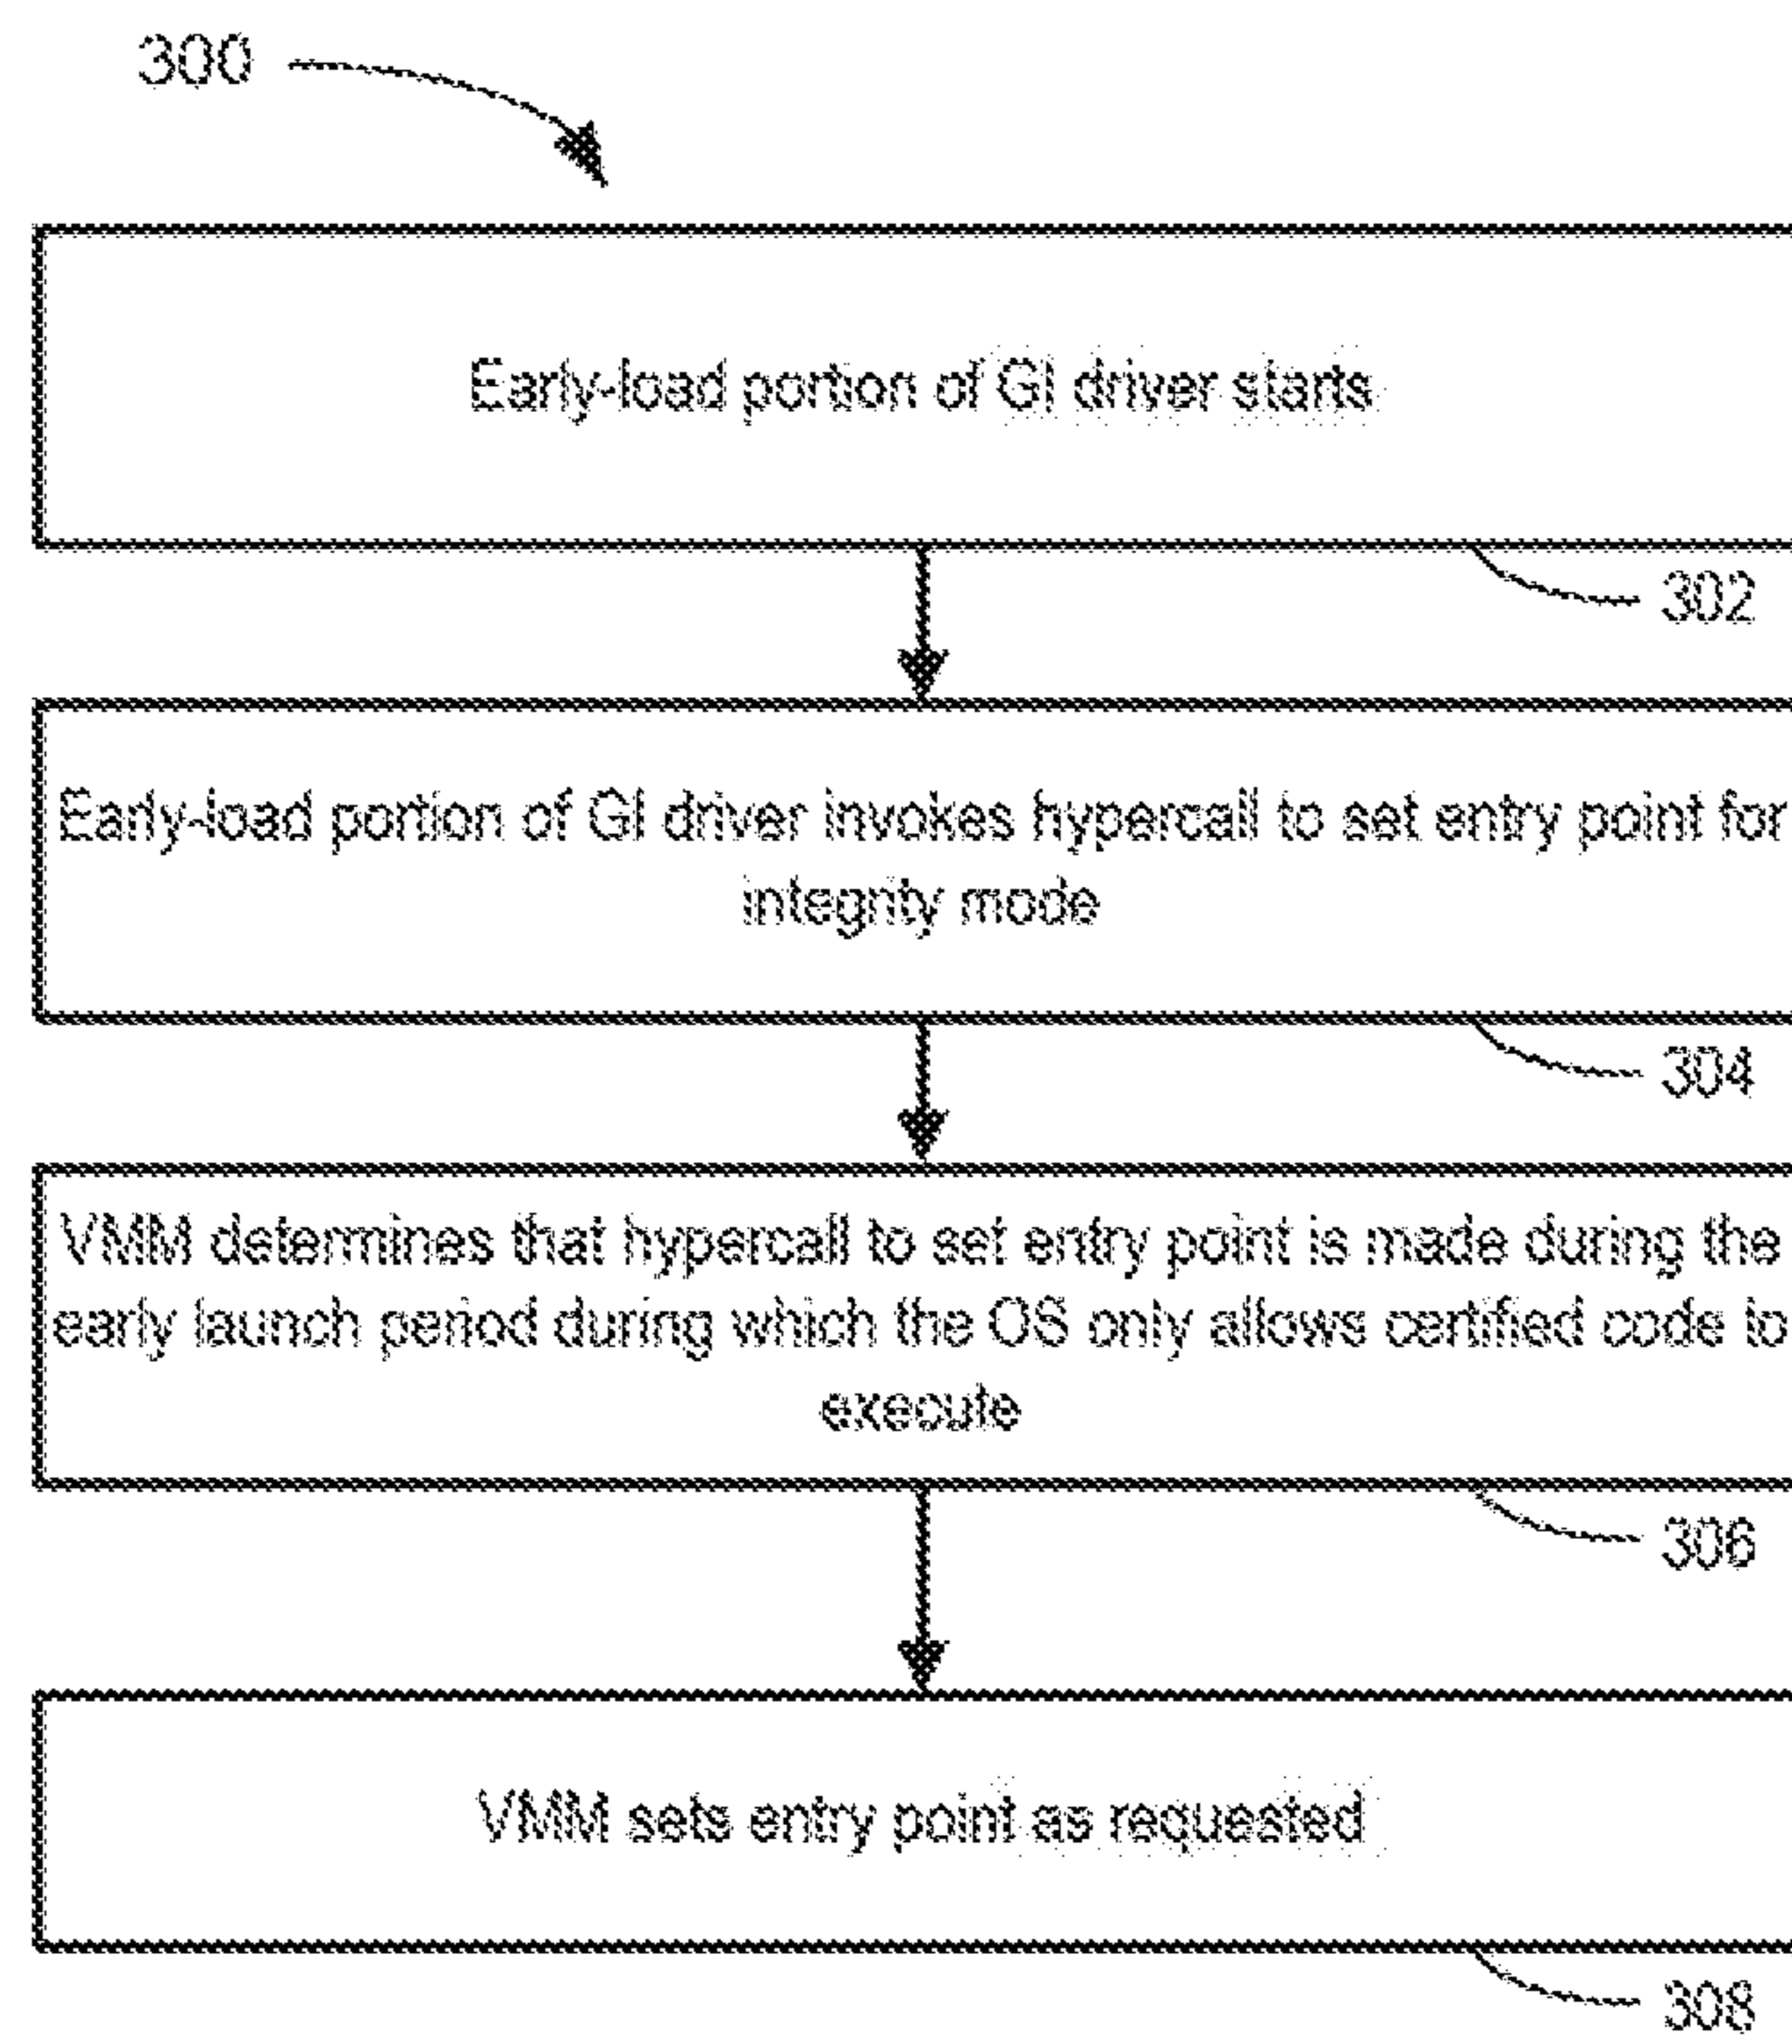 300
Early-load portion of GI driver starts
302
Early-load portion of GI driver invokes hypercall to set entry point for
integrity mode
304
VMM determines that hypercall to set entry point is made during the
early launch period during which the OS only allows certified code to
execute
306
VMM sets entry point as requested
308